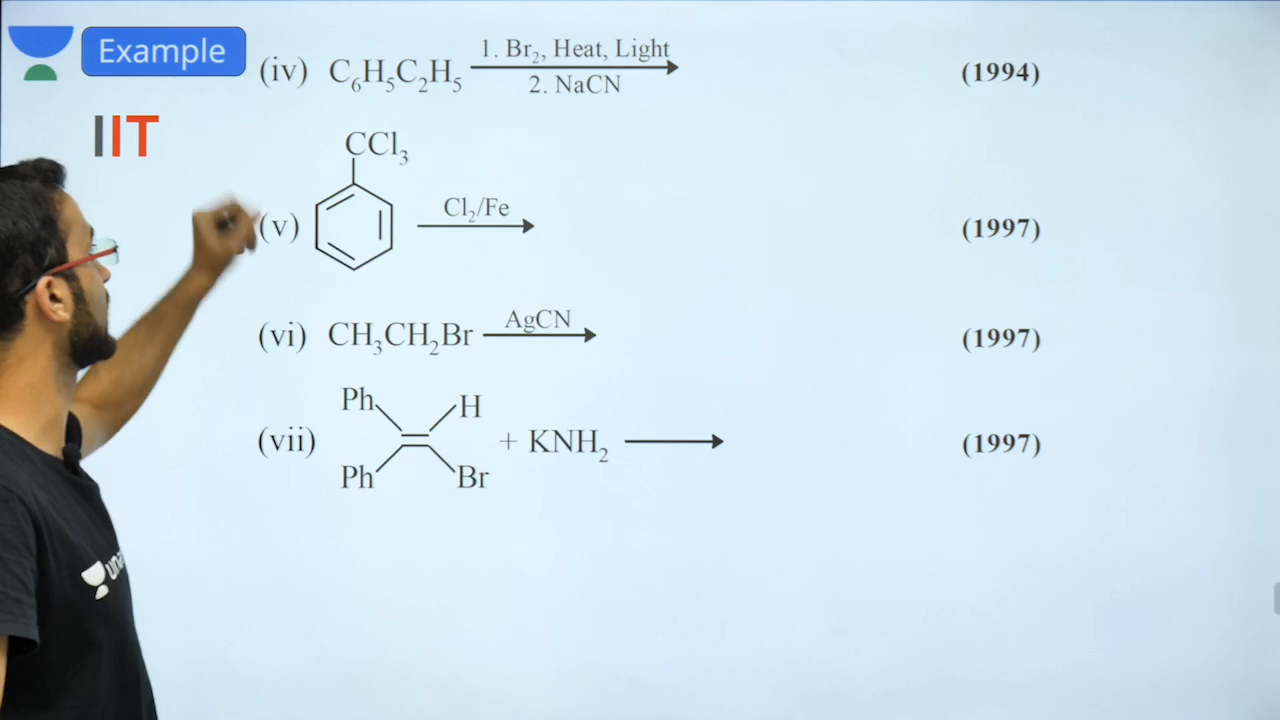 Example
IIT
(iv) C₆H₅C₂H₅ 1. Br₂, Heat, Light 2. NaCN (1994)
CCl₃
(v) Cl₂/Fe (1997)
(vi) CH₃CH₂Br AgCN (1997)
Ph H
(vii) + KNH₂ (1997)
Ph Br